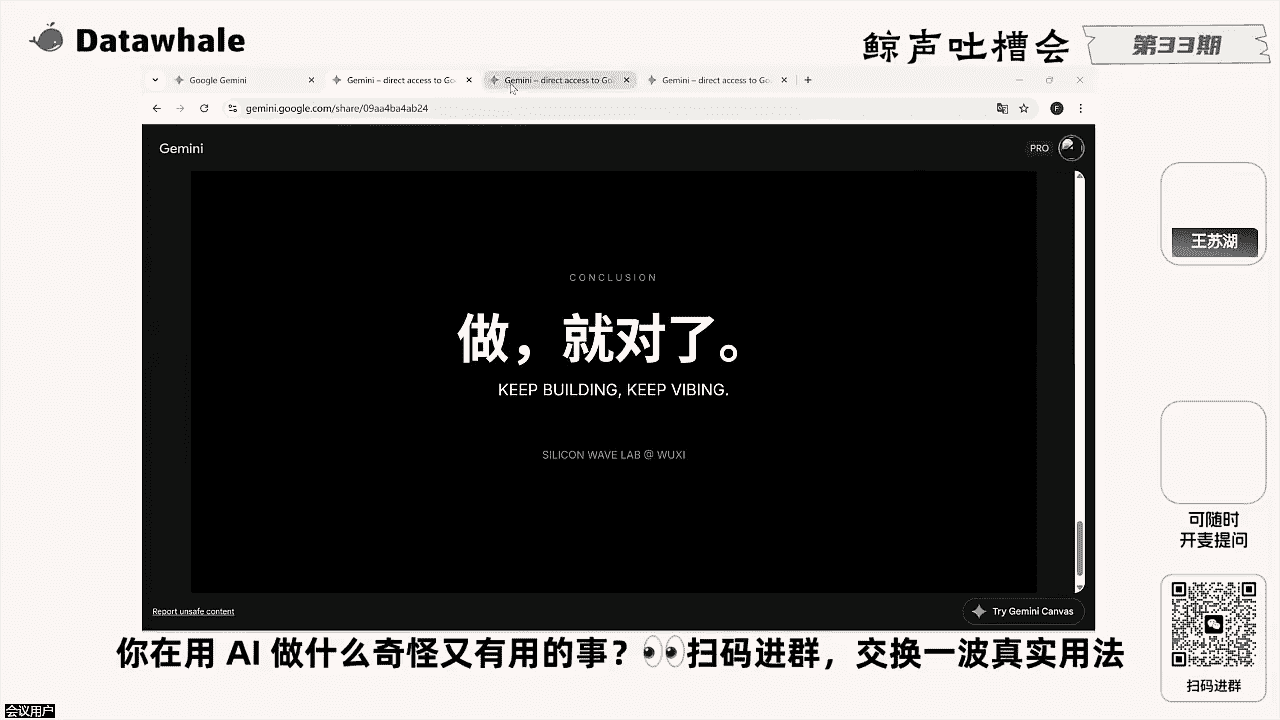 Datawhale
鲸声吐槽会
第33期
Google Gemini
Gemini – direct access to Go
Gemini – direct access to Go
Gemini – direct access to Go
gemini.google.com/share/09aa4ba4ab24
F
Gemini
PRO
CONCLUSION
做，就对了。
KEEP BUILDING, KEEP VIBING.
SILICON WAVE LAB @ WUXI
Report unsafe content
Try Gemini Canvas
王苏湖
可随时
开麦提问
扫码进群
你在用 AI 做什么奇怪又有用的事？👀扫码进群，交换一波真实用法
会议用户